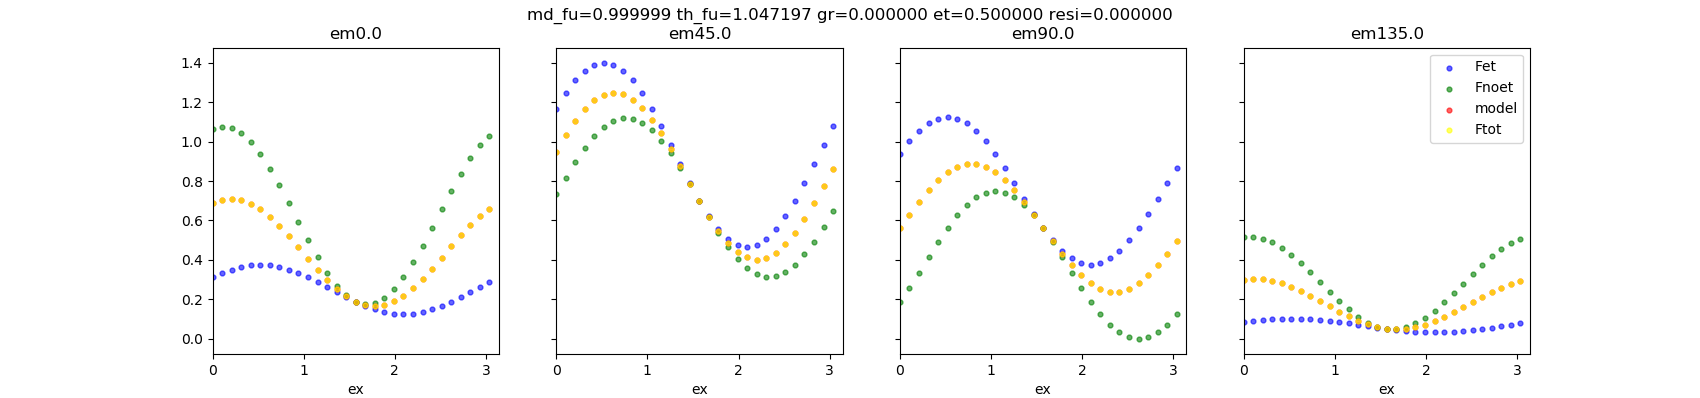 md_fu=0.999999 th_fu=1.047197 gr=0.000000 et=0.500000 resi=0.000000
em0.0 em45.0 em90.0 em135.0
1.4
1.2
1.0
0.8
0.6
0.4
0.2
0.0
Fet
Fnoet
model
Ftot
0 1 2 3 0 1 2 3 0 1 2 3 0 1 2 3
ex ex ex ex